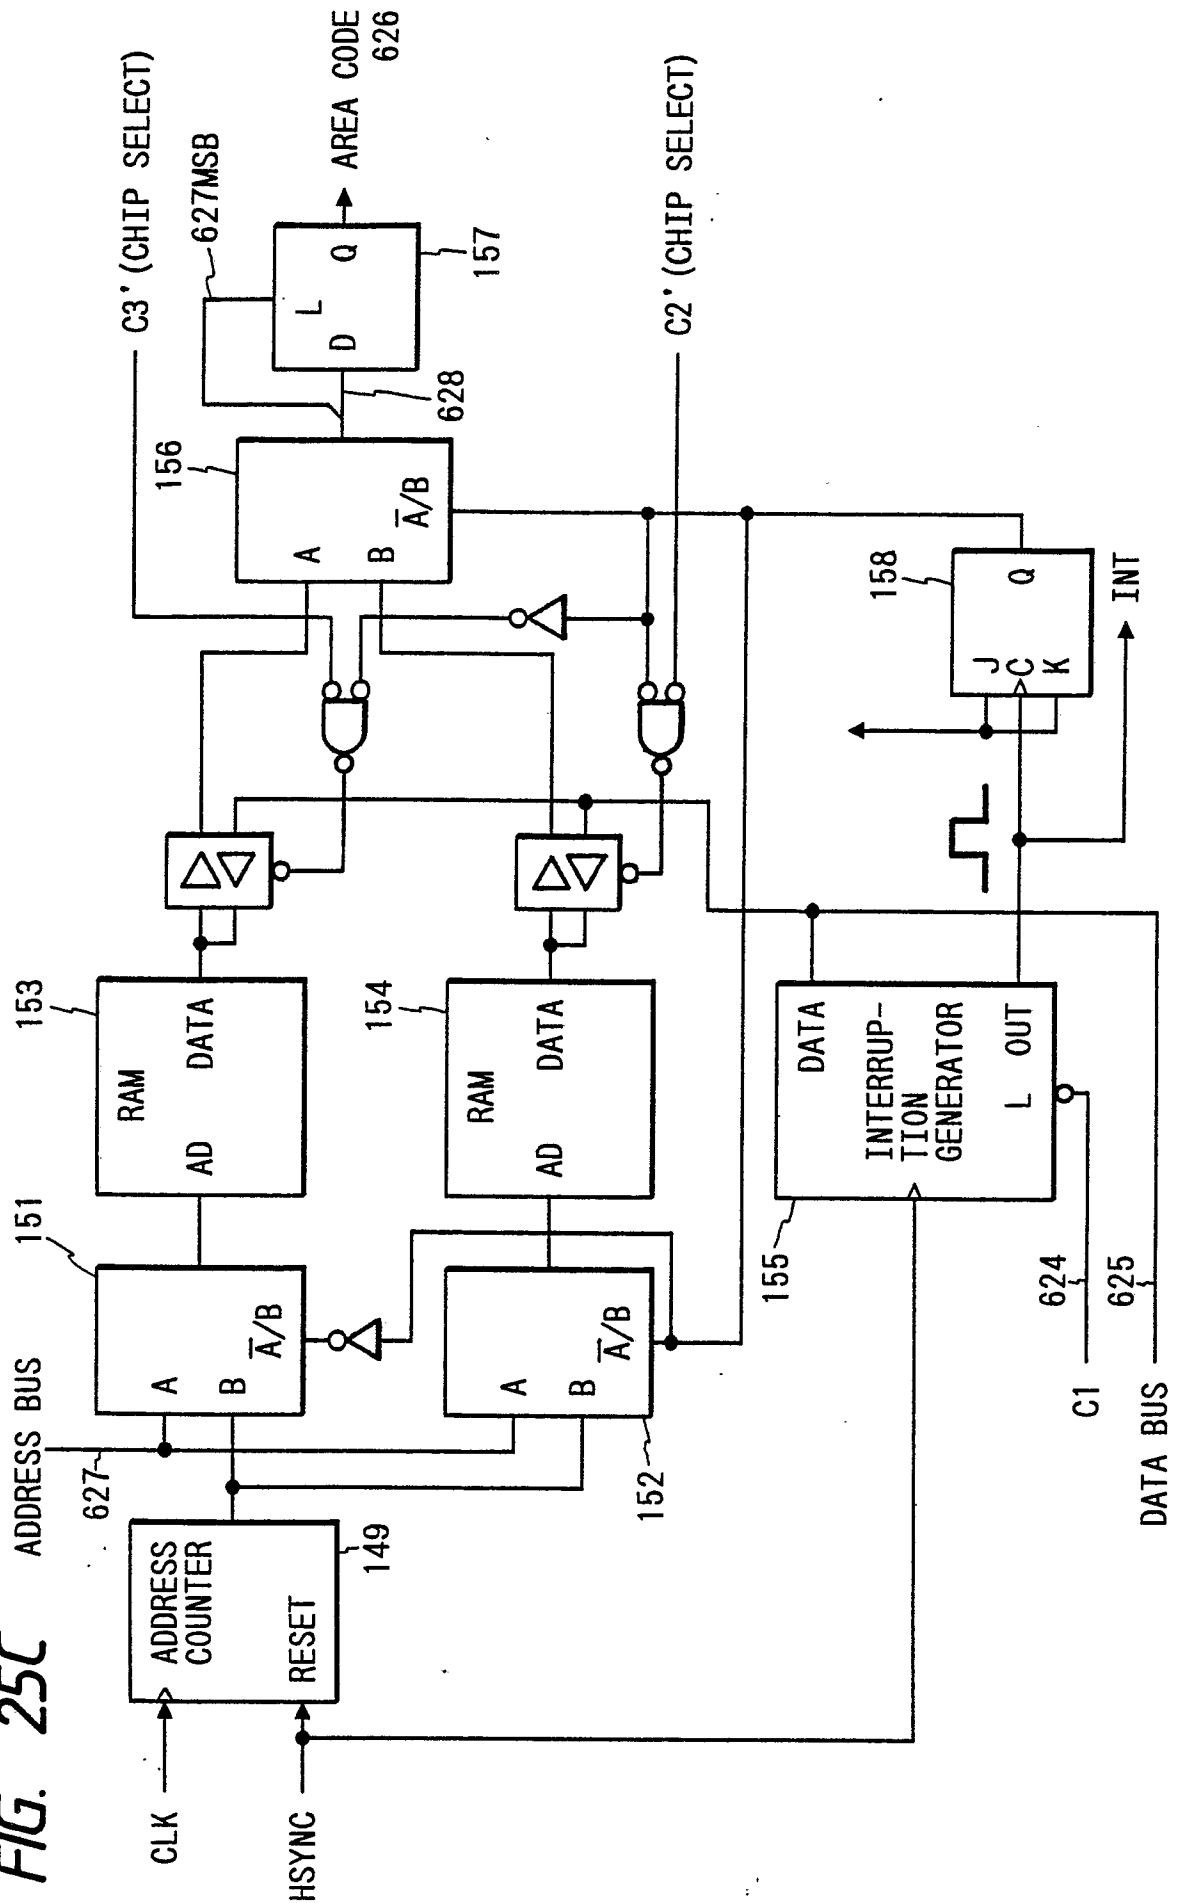 FIG. 25C
ADDRESS BUS
627
CLK
HSYNC
ADDRESS
COUNTER
RESET
149
151
A
B
A̅/B
152
A
B
A̅/B
153
RAM
AD
DATA
154
RAM
AD
DATA
155
DATA
INTERRUP-
TION
GENERATOR
L
OUT
C1
624
DATA BUS
625
156
A
B
A̅/B
628
627MSB
157
D
L
Q
AREA CODE
626
C3'(CHIP SELECT)
C2'(CHIP SELECT)
158
J
C
K
Q
INT